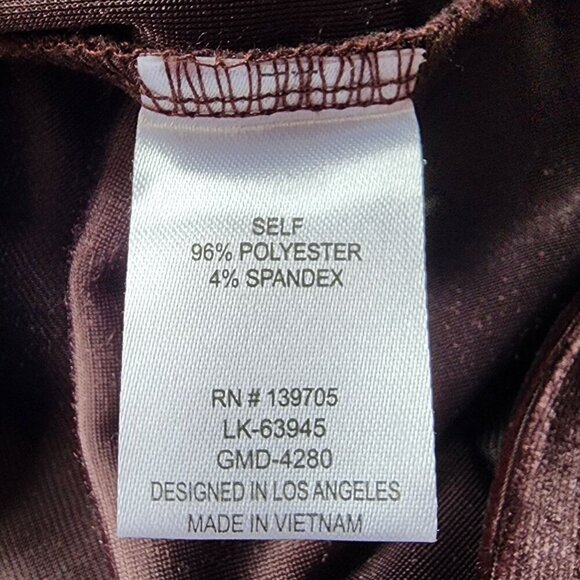 SELF
96% POLYESTER
4% SPANDEX
RN # 139705
LK-63945
GMD-4280
DESIGNED IN LOS ANGELES
MADE IN VIETNAM